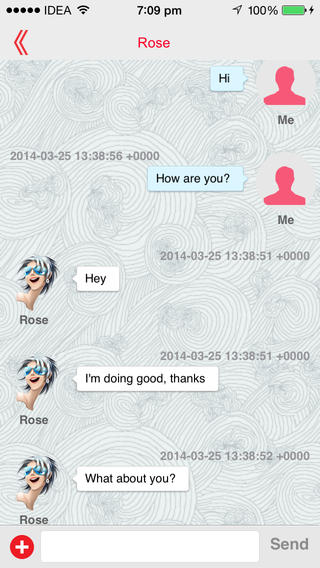 IDEA 7:09 pm 100%
Rose
Hi
Me
2014-03-25 13:38:56 +0000
How are you?
Me
2014-03-25 13:38:51 +0000
Hey
Rose
2014-03-25 13:38:51 +0000
I'm doing good, thanks
Rose
2014-03-25 13:38:52 +0000
What about you?
Rose
Send